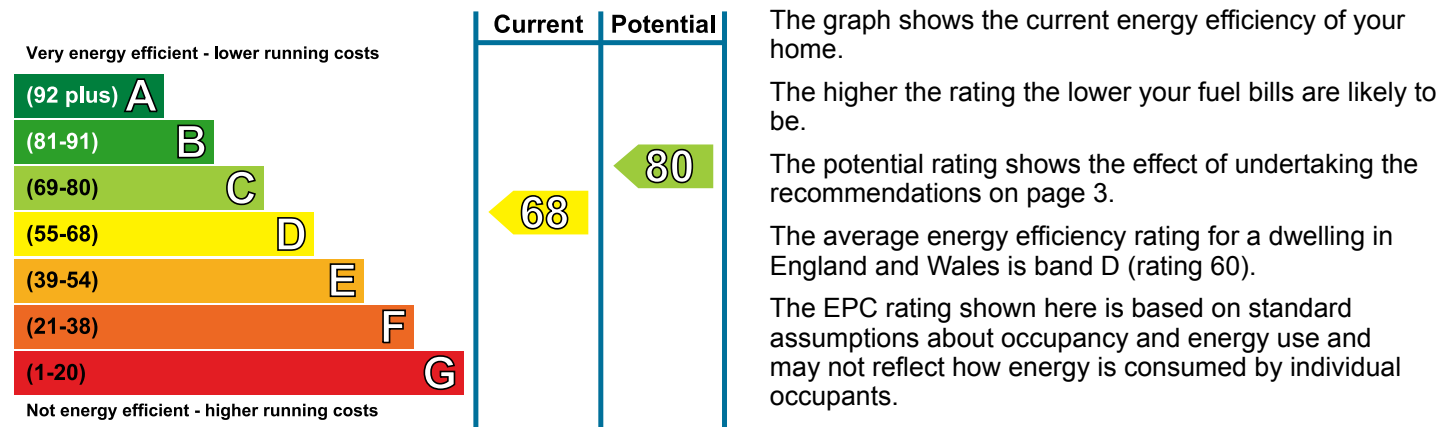 Current Potential
Very energy efficient - lower running costs
(92 plus) A
(81-91) B
(69-80) C
(55-68) D
(39-54) E
(21-38) F
(1-20) G
Not energy efficient - higher running costs
68
80
The graph shows the current energy efficiency of your
home.
The higher the rating the lower your fuel bills are likely to
be.
The potential rating shows the effect of undertaking the
recommendations on page 3.
The average energy efficiency rating for a dwelling in
England and Wales is band D (rating 60).
The EPC rating shown here is based on standard
assumptions about occupancy and energy use and
may not reflect how energy is consumed by individual
occupants.